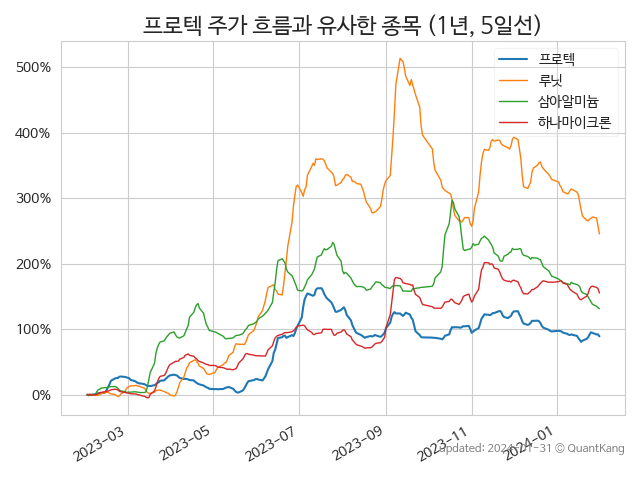 프로텍 주가 흐름과 유사한 종목 (1년, 5일선)
500%
400%
300%
200%
100%
0%
프로텍
루닛
삼아알미늄
하나마이크론
2023-03
2023-05
2023-07
2023-09
2023-11
2024-01
updated: 2024-01-31 © QuantKang